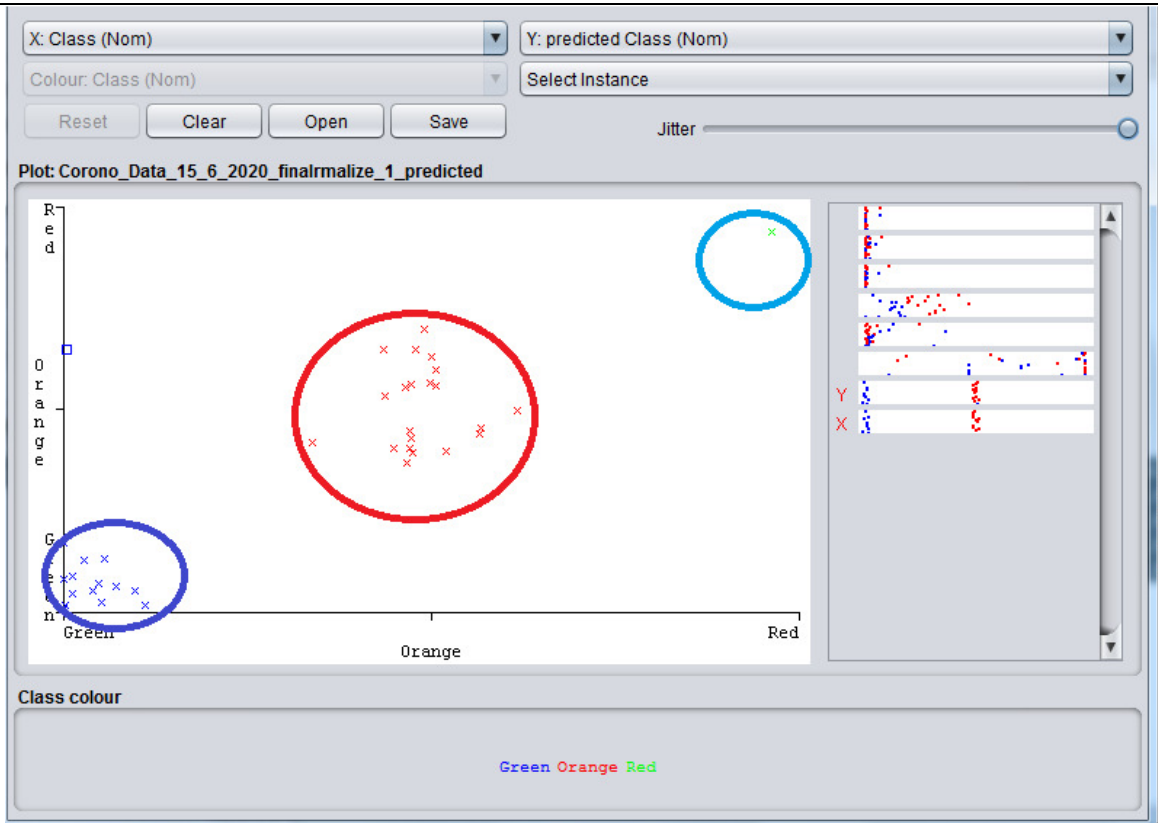 X: Class (Nom) Y: predicted Class (Nom)
Colour: Class (Nom) Select Instance
Reset Clear Open Save Jitter
Plot: Corono_Data_15_6_2020_finalrmalize_1_predicted
Red
Orange
Green
Green Orange Red
Y
X
Class colour
Green Orange Red